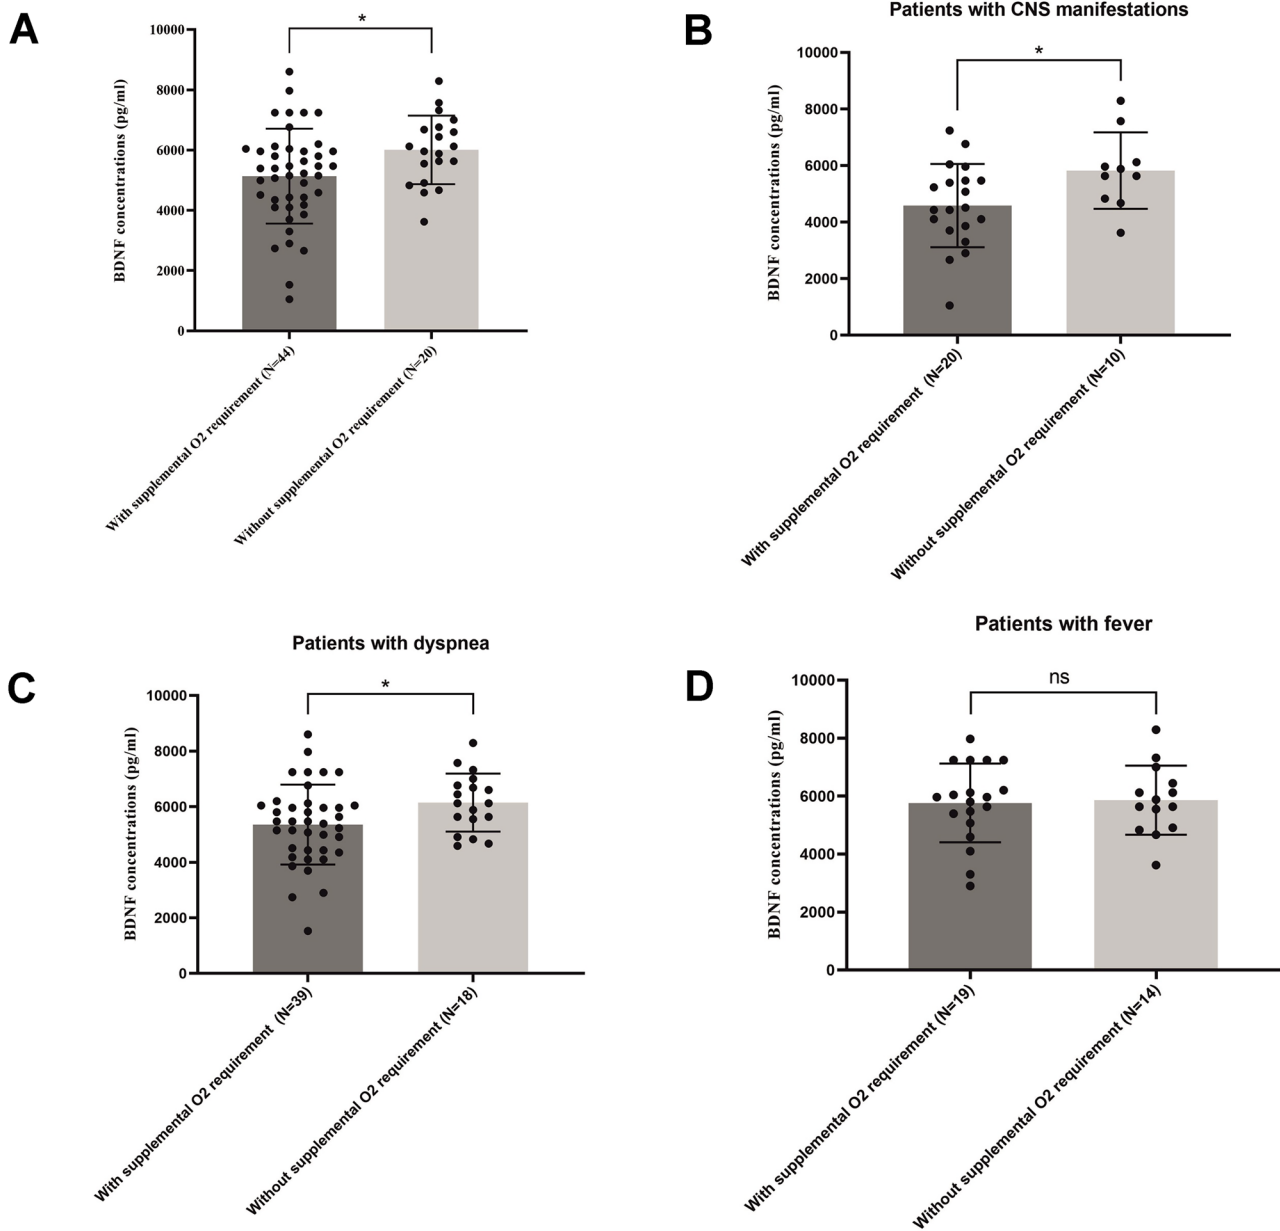 A
*
10000
8000
6000
4000
2000
0
BDNF concentrations (pg/ml)
With supplemental O2 requirement (N=44)
Without supplemental O2 requirement (N=20)
B
Patients with CNS manifestations
*
10000
8000
6000
4000
2000
0
BDNF concentrations (pg/ml)
With supplemental O2 requirement (N=20)
Without supplemental O2 requirement (N=10)
C
Patients with dyspnea
*
10000
8000
6000
4000
2000
0
BDNF concentrations (pg/ml)
With supplemental O2 requirement (N=39)
Without supplemental O2 requirement (N=18)
D
Patients with fever
ns
10000
8000
6000
4000
2000
0
BDNF concentrations (pg/ml)
With supplemental O2 requirement (N=19)
Without supplemental O2 requirement (N=14)